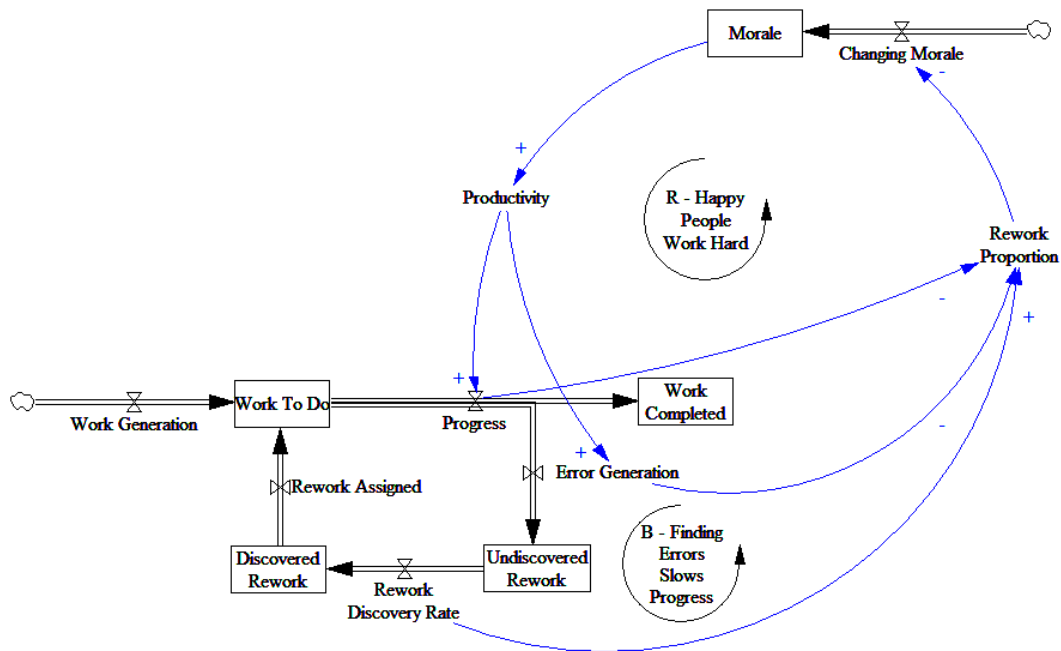 Morale
Changing Morale
-
+
Productivity
R - Happy
People
Work Hard
Rework
Proportion
-
+
+
Work To Do
Work
Completed
Work Generation
Progress
-
+
Error Generation
Rework Assigned
B - Finding
Errors
Slows
Progress
Discovered
Rework
Undiscovered
Rework
Rework
Discovery Rate